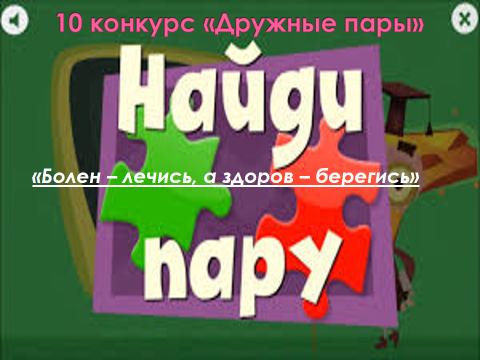 10 конкурс «Дружные пары»
Найди
«Болен – лечись, а здоров – берегись»
пару